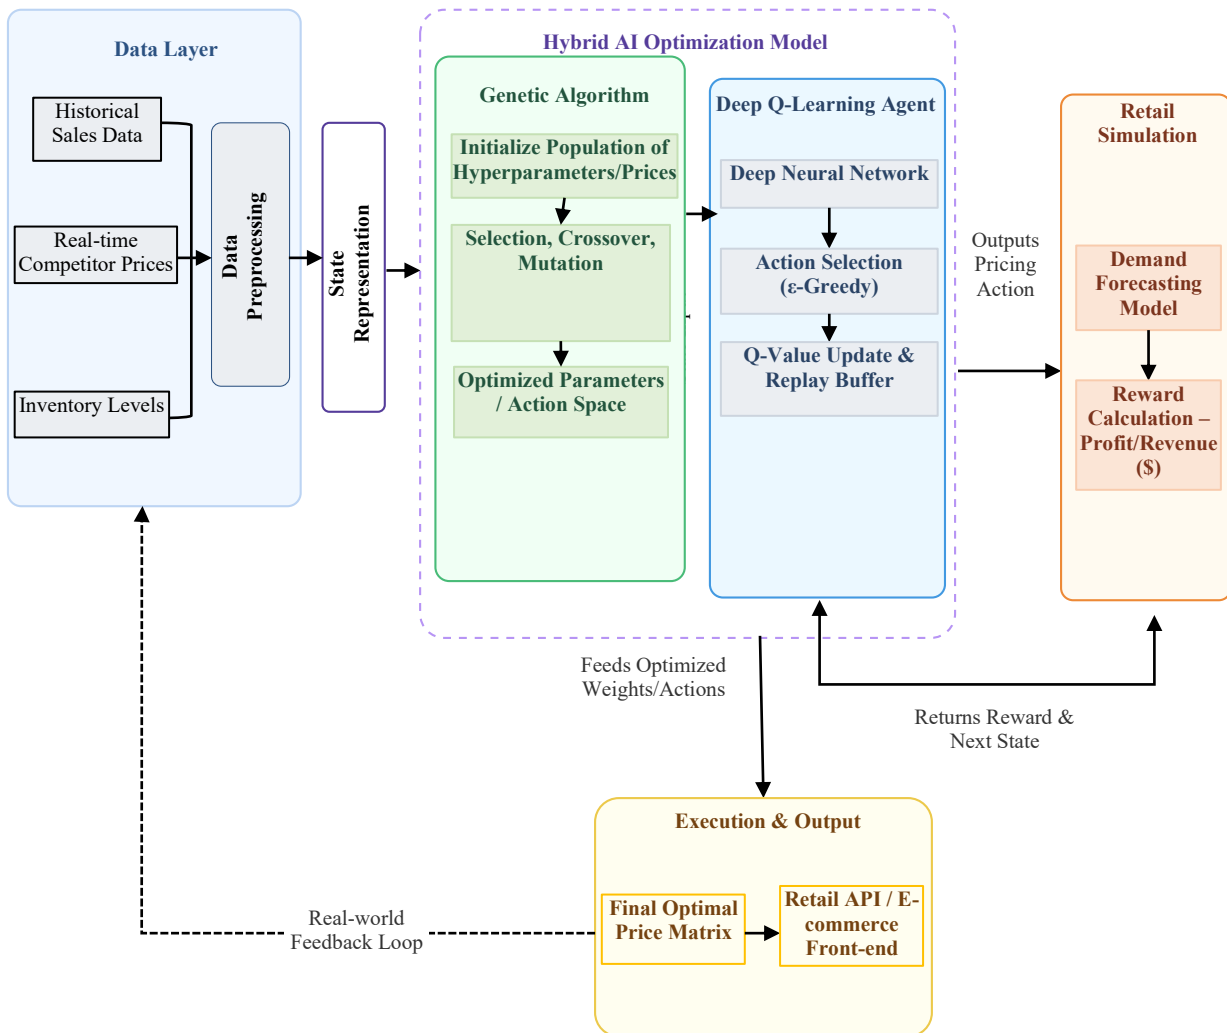 Data Layer
Historical
Sales Data
Real-time
Competitor Prices
Inventory Levels
Data
Preprocessing
State
Representation
Hybrid AI Optimization Model
Genetic Algorithm
Initialize Population of
Hyperparameters/Prices
Selection, Crossover,
Mutation
Optimized Parameters
/ Action Space
Deep Q-Learning Agent
Deep Neural Network
Action Selection
(ε-Greedy)
Q-Value Update &
Replay Buffer
Outputs
Pricing
Action
Retail
Simulation
Demand
Forecasting
Model
Reward
Calculation –
Profit/Revenue
($)
Feeds Optimized
Weights/Actions
Returns Reward &
Next State
Execution & Output
Final Optimal
Price Matrix
Retail API / E-
commerce
Front-end
Real-world
Feedback Loop